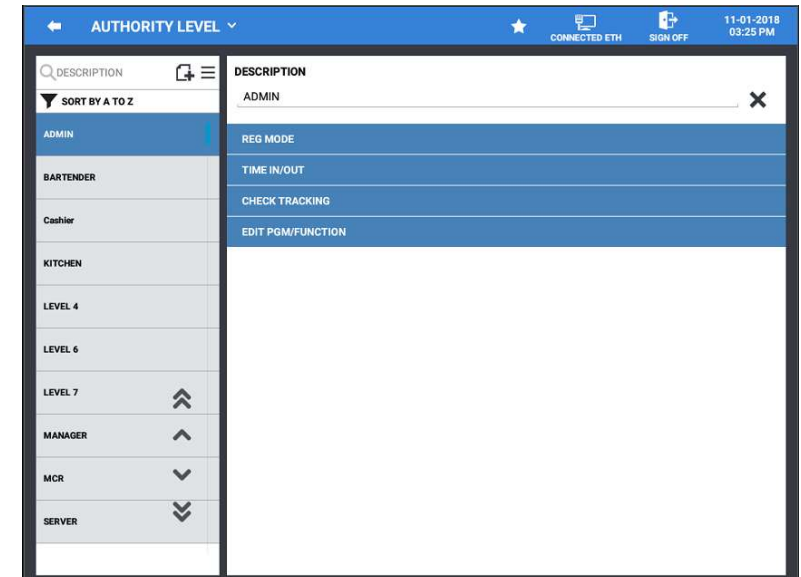 AUTHORITY LEVEL
CONNECTED ETH
SIGN OFF
11-01-2018
03:25 PM
DESCRIPTION
SORT BY A TO Z
ADMIN
BARTENDER
Cashier
KITCHEN
LEVEL 4
LEVEL 6
LEVEL 7
MANAGER
MCR
SERVER
DESCRIPTION
ADMIN
REG MODE
TIME IN/OUT
CHECK TRACKING
EDIT PGM/FUNCTION